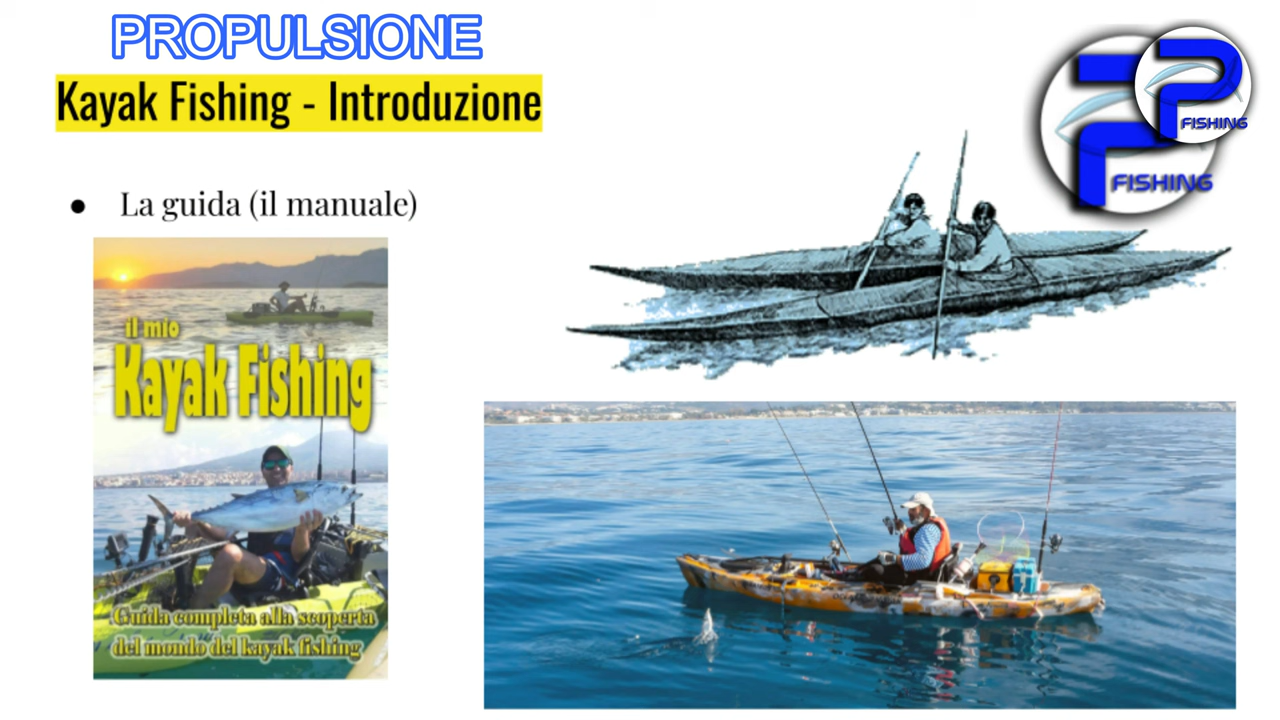 PROPULSIONE
Kayak Fishing - Introduzione
FISHING
FISHING
● La guida (il manuale)
il mio
Kayak Fishing
Guida completa alla scoperta
del mondo del kayak fishing